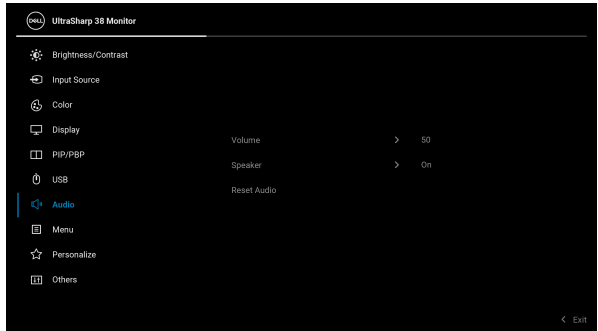 DELL UltraSharp 38 Monitor
Brightness/Contrast
Input Source
Color
Display
PIP/PBP
USB
Audio
Menu
Personalize
Others
Volume > 50
Speaker > On
Reset Audio
< Exit